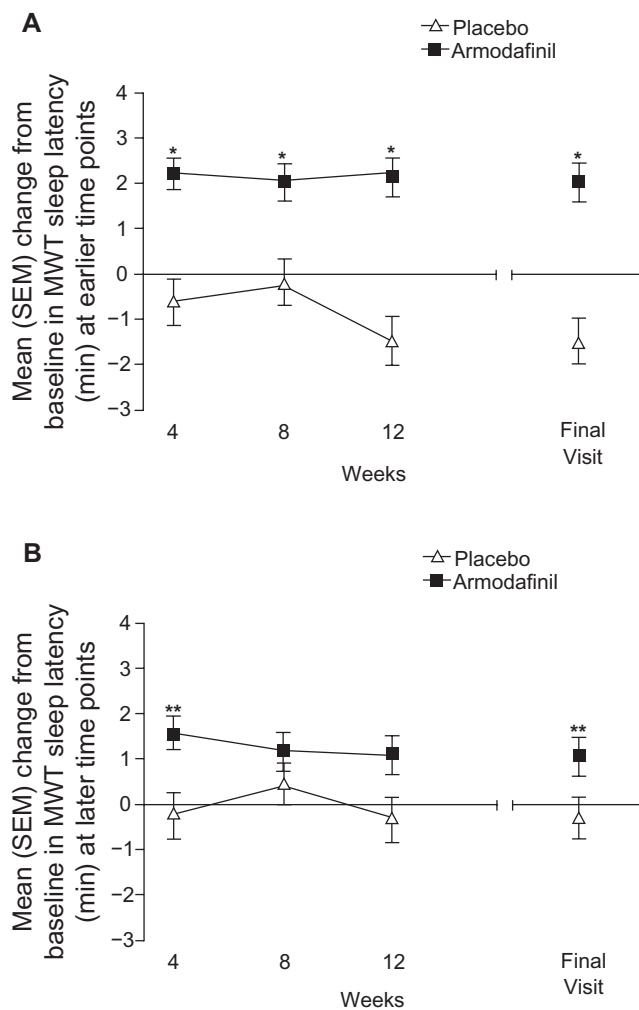 A
Placebo
Armodafinil
Mean (SEM) change from
baseline in MWT sleep latency
(min) at earlier time points
4
3
2
1
0
−1
−2
−3
*
*
*
*
4
8
12
Final
Visit
Weeks
B
Placebo
Armodafinil
Mean (SEM) change from
baseline in MWT sleep latency
(min) at later time points
4
3
2
1
0
−1
−2
−3
**
**
4
8
12
Final
Visit
Weeks